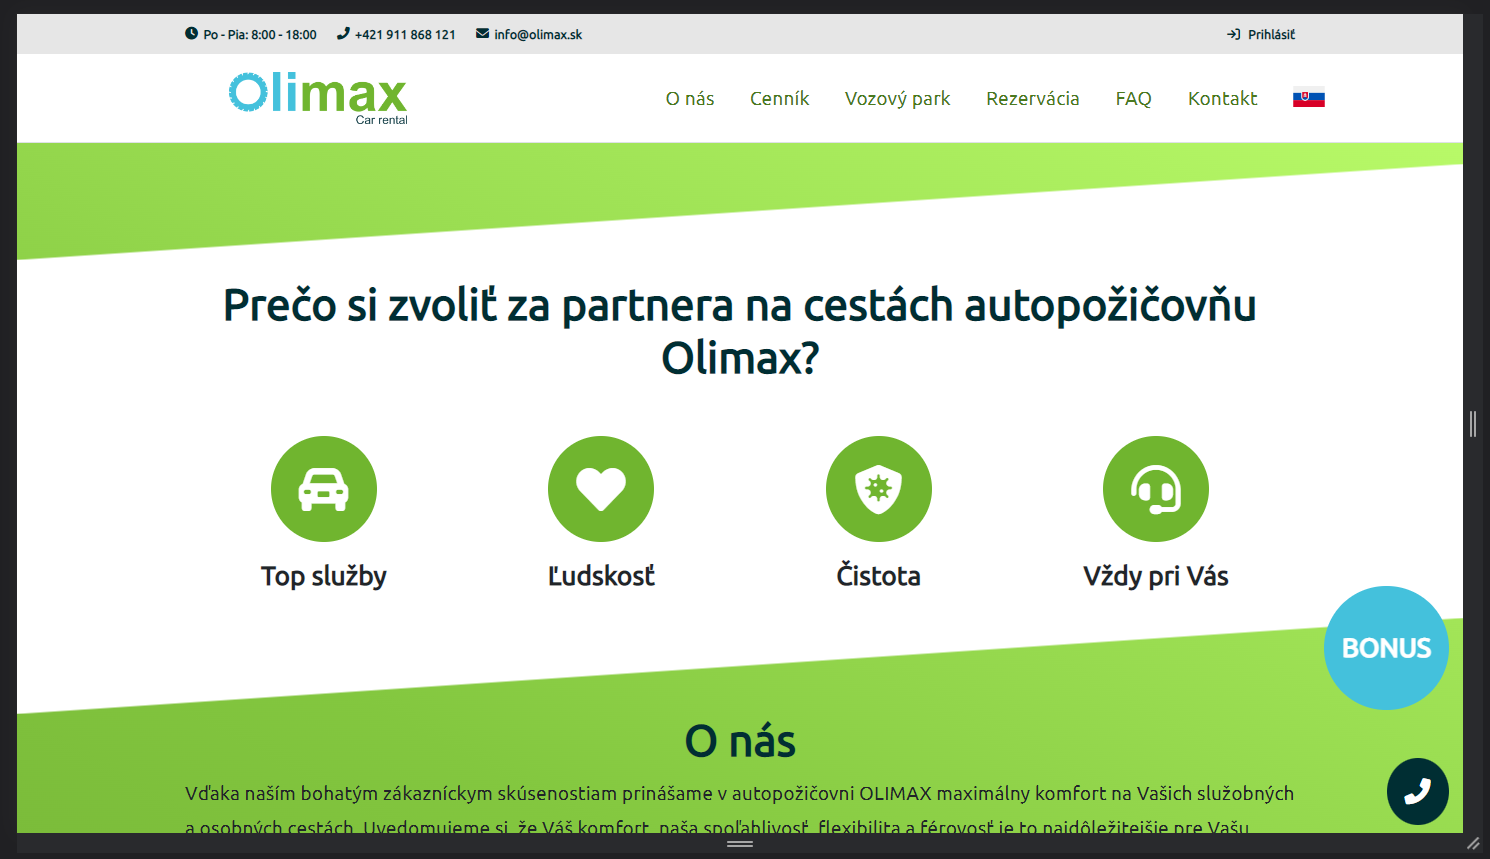 Po - Pia: 8:00 - 18:00 +421 911 868 121 info@olimax.sk Prihlásiť
Olimax
Car rental
O nás Cenník Vozový park Rezervácia FAQ Kontakt
Prečo si zvoliť za partnera na cestách autopožičovňu
Olimax?
Top služby Ľudskosť Čistota Vždy pri Vás
BONUS
O nás
Vďaka naším bohatým zákazníckym skúsenostiam prinášame v autopožičovni OLIMAX maximálny komfort na Vašich služobných
a osobných cestách. Uvedomujeme si, že Váš komfort, naša spoľahlivosť, flexibilita a férovosť je to najdôležitejšie pre Vašu